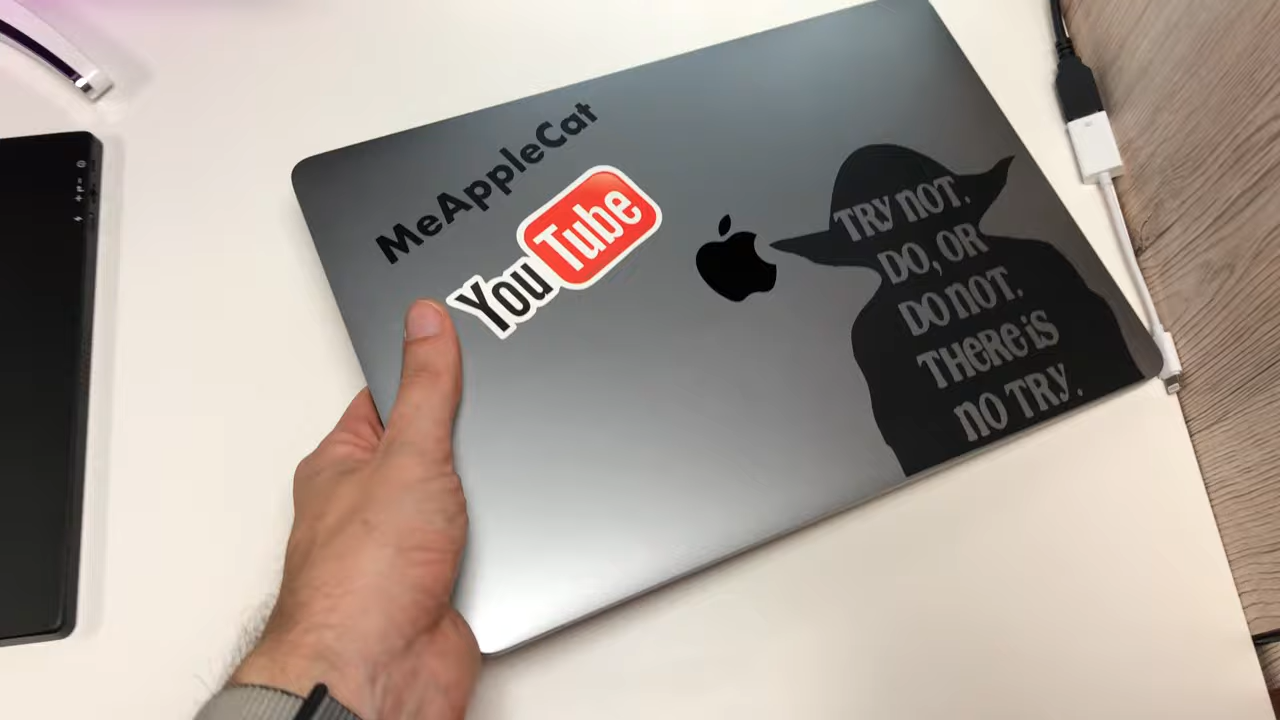 MeAppleCat
YouTube
TRY NOT.
DO, OR
DO NOT.
THERE iS
NO TRY.